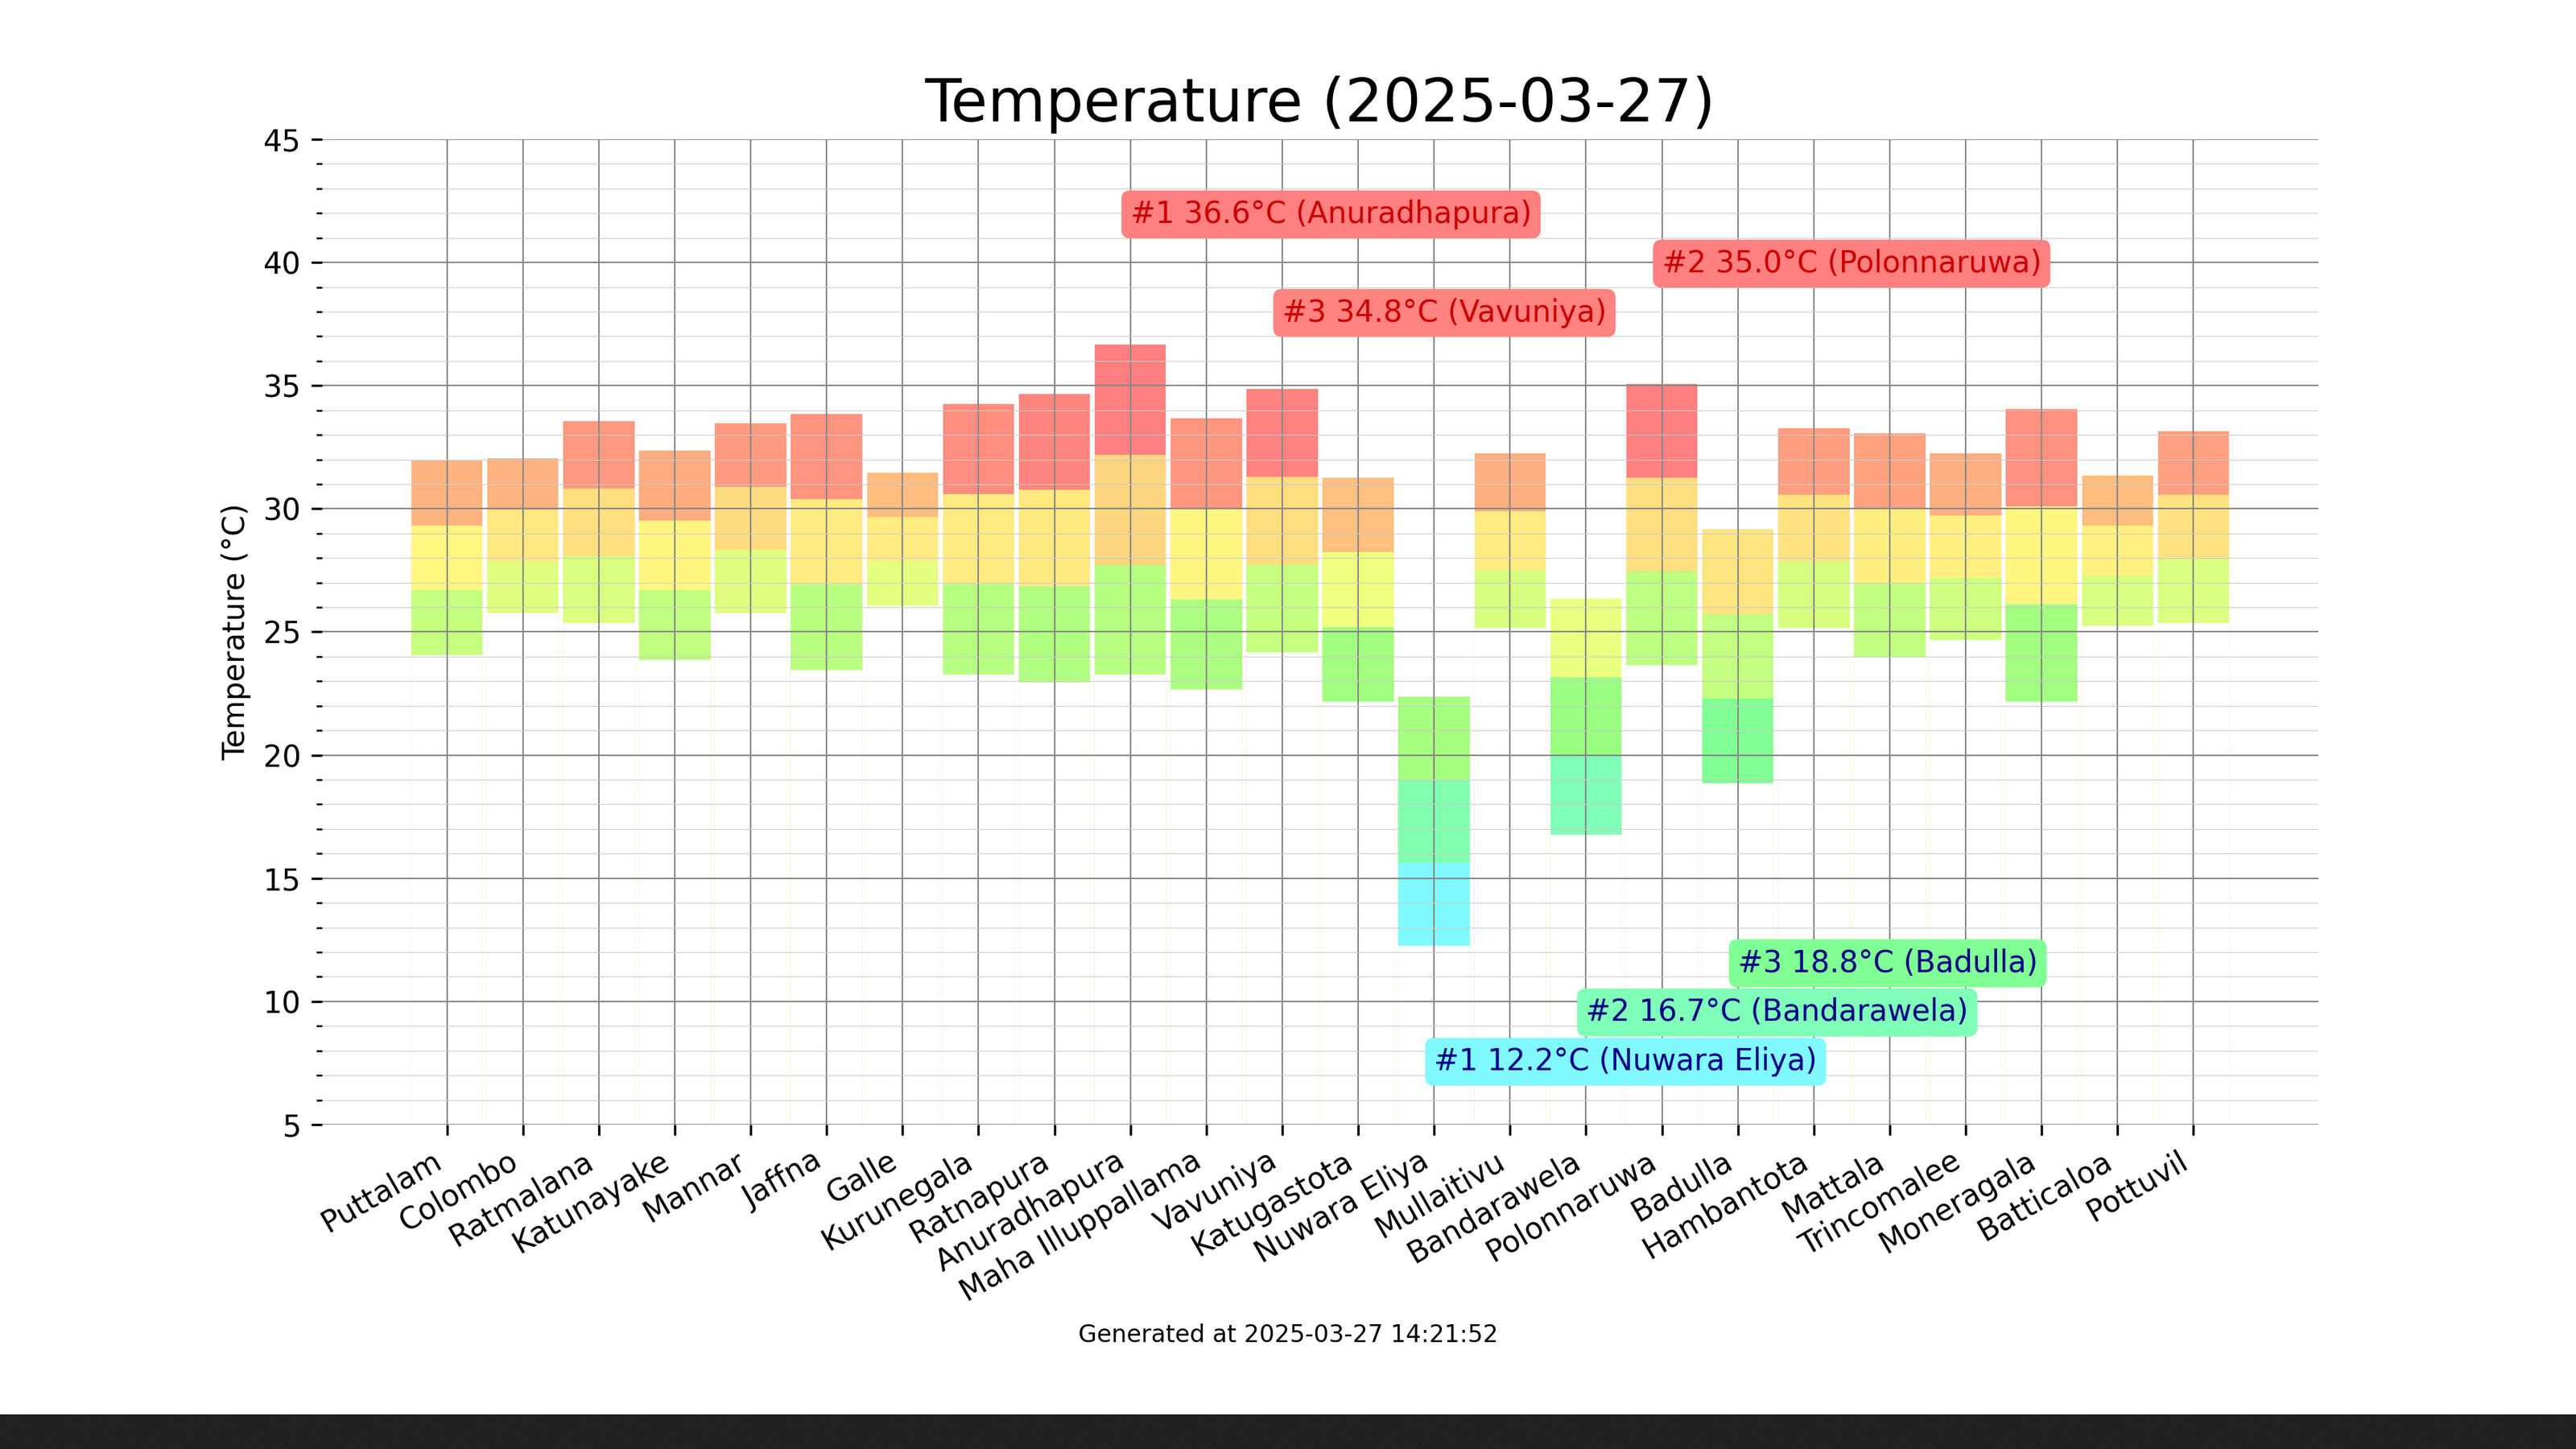 Temperature (2025-03-27)
45
40
35
30
25
20
15
10
5
Temperature (°C)
#1 36.6°C (Anuradhapura)
#2 35.0°C (Polonnaruwa)
#3 34.8°C (Vavuniya)
#3 18.8°C (Badulla)
#2 16.7°C (Bandarawela)
#1 12.2°C (Nuwara Eliya)
Puttalam
Colombo
Ratmalana
Katunayake
Mannar
Jaffna
Galle
Kurunegala
Ratnapura
Anuradhapura
Maha Illuppallama
Vavuniya
Katugastota
Nuwara Eliya
Mullaitivu
Bandarawela
Polonnaruwa
Badulla
Hambantota
Mattala
Trincomalee
Moneragala
Batticaloa
Pottuvil
Generated at 2025-03-27 14:21:52